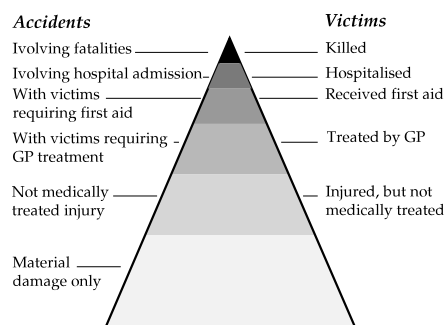 Accidents
Victims
Ivolving fatalities
Killed
Ivolving hospital admission
Hospitalised
With victims
requiring first aid
Received first aid
With victims requiring
GP treatment
Treated by GP
Not medically
treated injury
Injured, but not
medically treated
Material
damage only